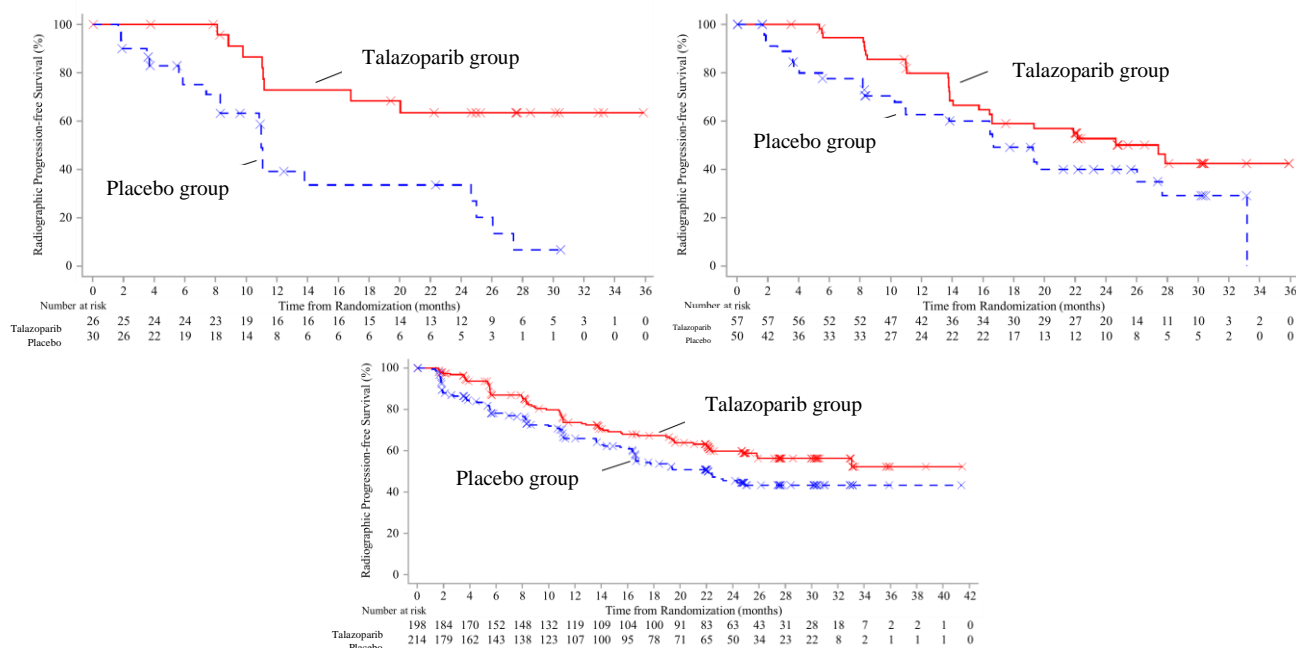 Radiographic Progression-free Survival (%)
100
80
60
40
20
0
Talazoparib group
Placebo group
0 2 4 6 8 10 12 14 16 18 20 22 24 26 28 30 32 34 36
Number at risk
Time from Randomization (months)
Talazoparib 26 25 24 24 23 19 16 16 16 15 14 13 12 9 6 5 3 1 0
Placebo 30 26 22 19 18 14 8 6 6 6 6 6 5 3 1 1 0 0 0
Radiographic Progression-free Survival (%)
100
80
60
40
20
0
Talazoparib group
Placebo group
0 2 4 6 8 10 12 14 16 18 20 22 24 26 28 30 32 34 36
Number at risk
Time from Randomization (months)
Talazoparib 57 57 56 52 52 47 42 36 34 30 29 27 20 14 11 10 3 2 0
Placebo 50 42 36 33 33 27 24 22 22 17 13 12 10 8 5 5 2 0 0
Radiographic Progression-free Survival (%)
100
80
60
40
20
0
Talazoparib group
Placebo group
0 2 4 6 8 10 12 14 16 18 20 22 24 26 28 30 32 34 36 38 40 42
Number at risk
Time from Randomization (months)
Talazoparib 198 184 170 152 148 132 119 109 104 100 91 83 63 43 31 28 18 7 2 2 1 0
Placebo 214 179 162 143 138 123 107 100 95 78 71 65 50 34 23 22 8 2 1 1 1 0